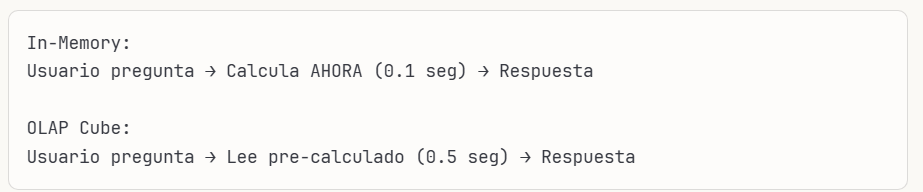 In-Memory:
Usuario pregunta → Calcula AHORA (0.1 seg) → Respuesta
OLAP Cube:
Usuario pregunta → Lee pre-calculado (0.5 seg) → Respuesta